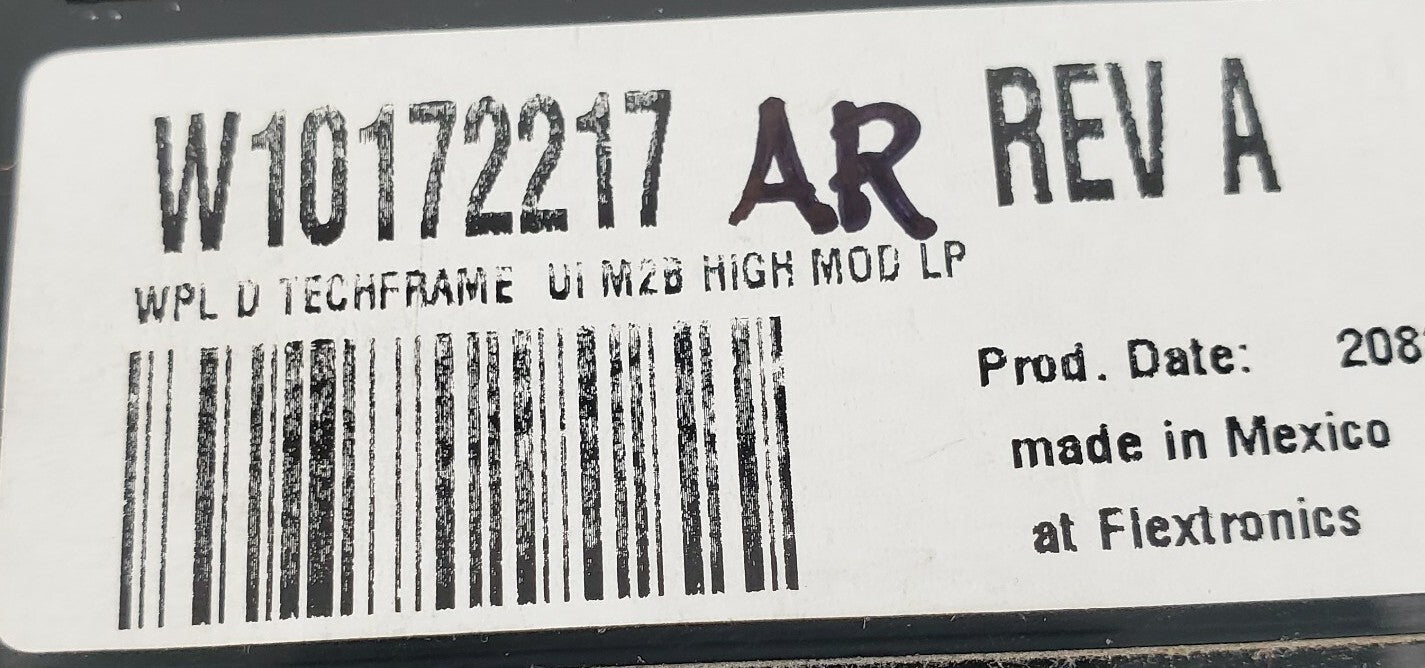 W10172217 AR REV A
WPL D TECHFRAME UI M2B HIGH MOD LP
Prod. Date: 208
made in Mexico
at Flextronics